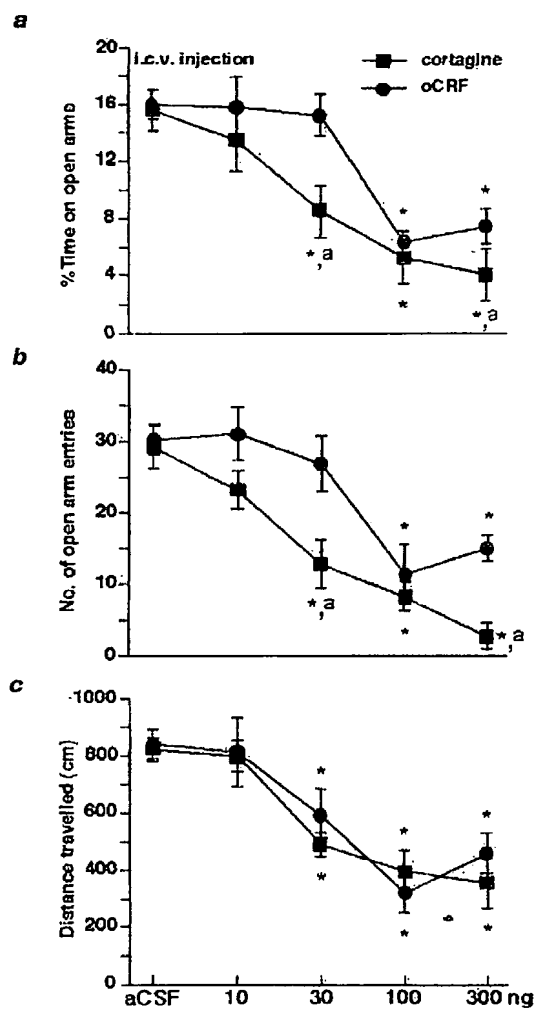 a
i.c.v. injection
cortagine
oCRF
20
16
12
8
4
0
% Time on open arms
*
*
*,a
*
*,a
b
40
30
20
10
0
No. of open arm entries
*
*
*,a
*
*,a
c
1000
800
600
400
200
0
Distance travelled (cm)
*
*
*
*
*
*
aCSF 10 30 100 300 ng